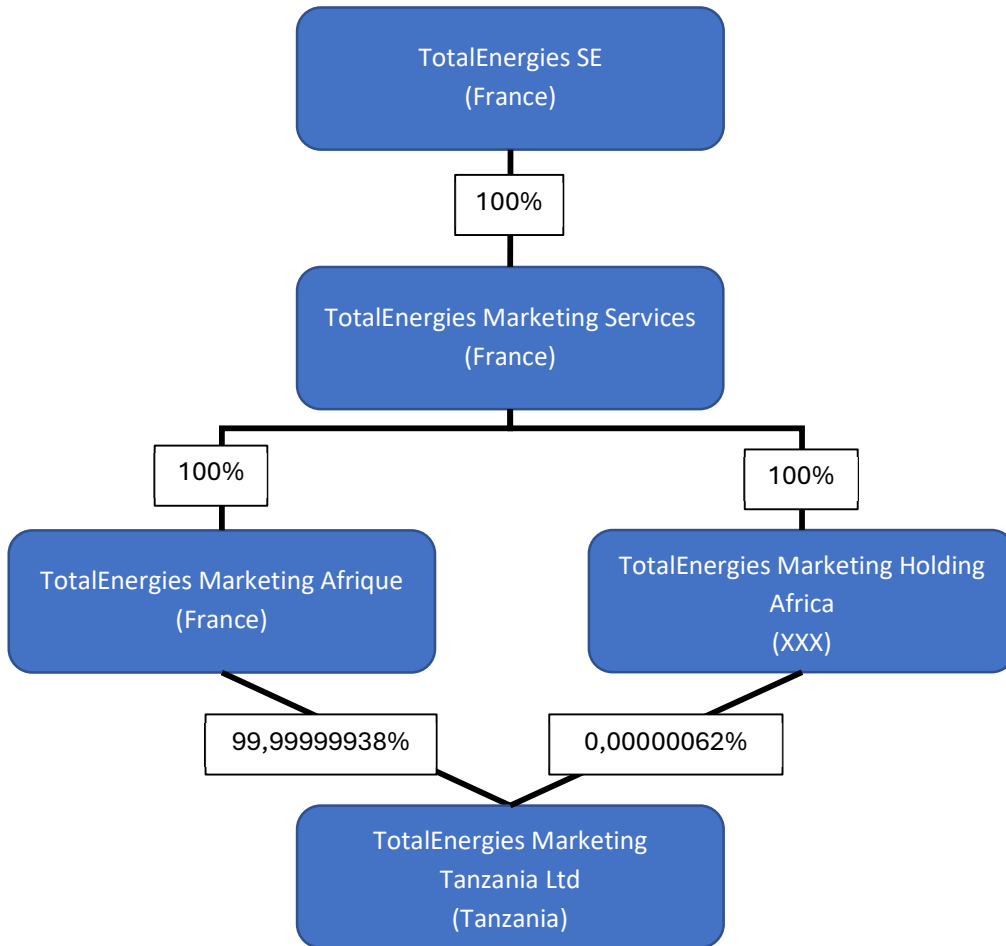 TotalEnergies SE
(France)
100%
TotalEnergies Marketing Services
(France)
100%
100%
TotalEnergies Marketing Afrique
(France)
TotalEnergies Marketing Holding
Africa
(XXX)
99,99999938%
0,00000062%
TotalEnergies Marketing
Tanzania Ltd
(Tanzania)